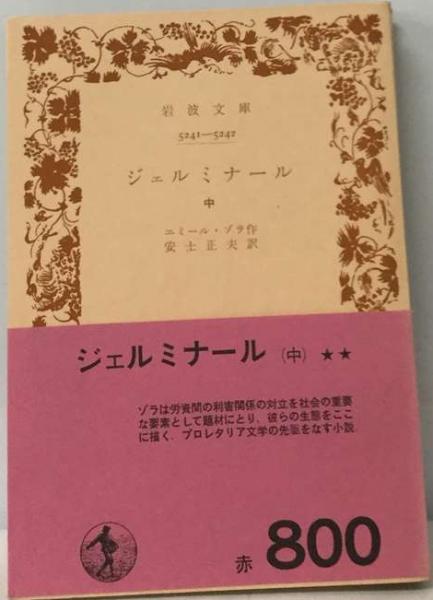 岩波文庫
5241—5242
ジェルミナール
中
エミール・ゾラ作
安士正夫訳
ジェルミナール（中）★★
ゾラは労資間の利害関係の対立を社会の重要
な要素として題材にとり、彼らの生態をここ
に描く。プロレタリア文学の先駆をなす小説。
赤 800